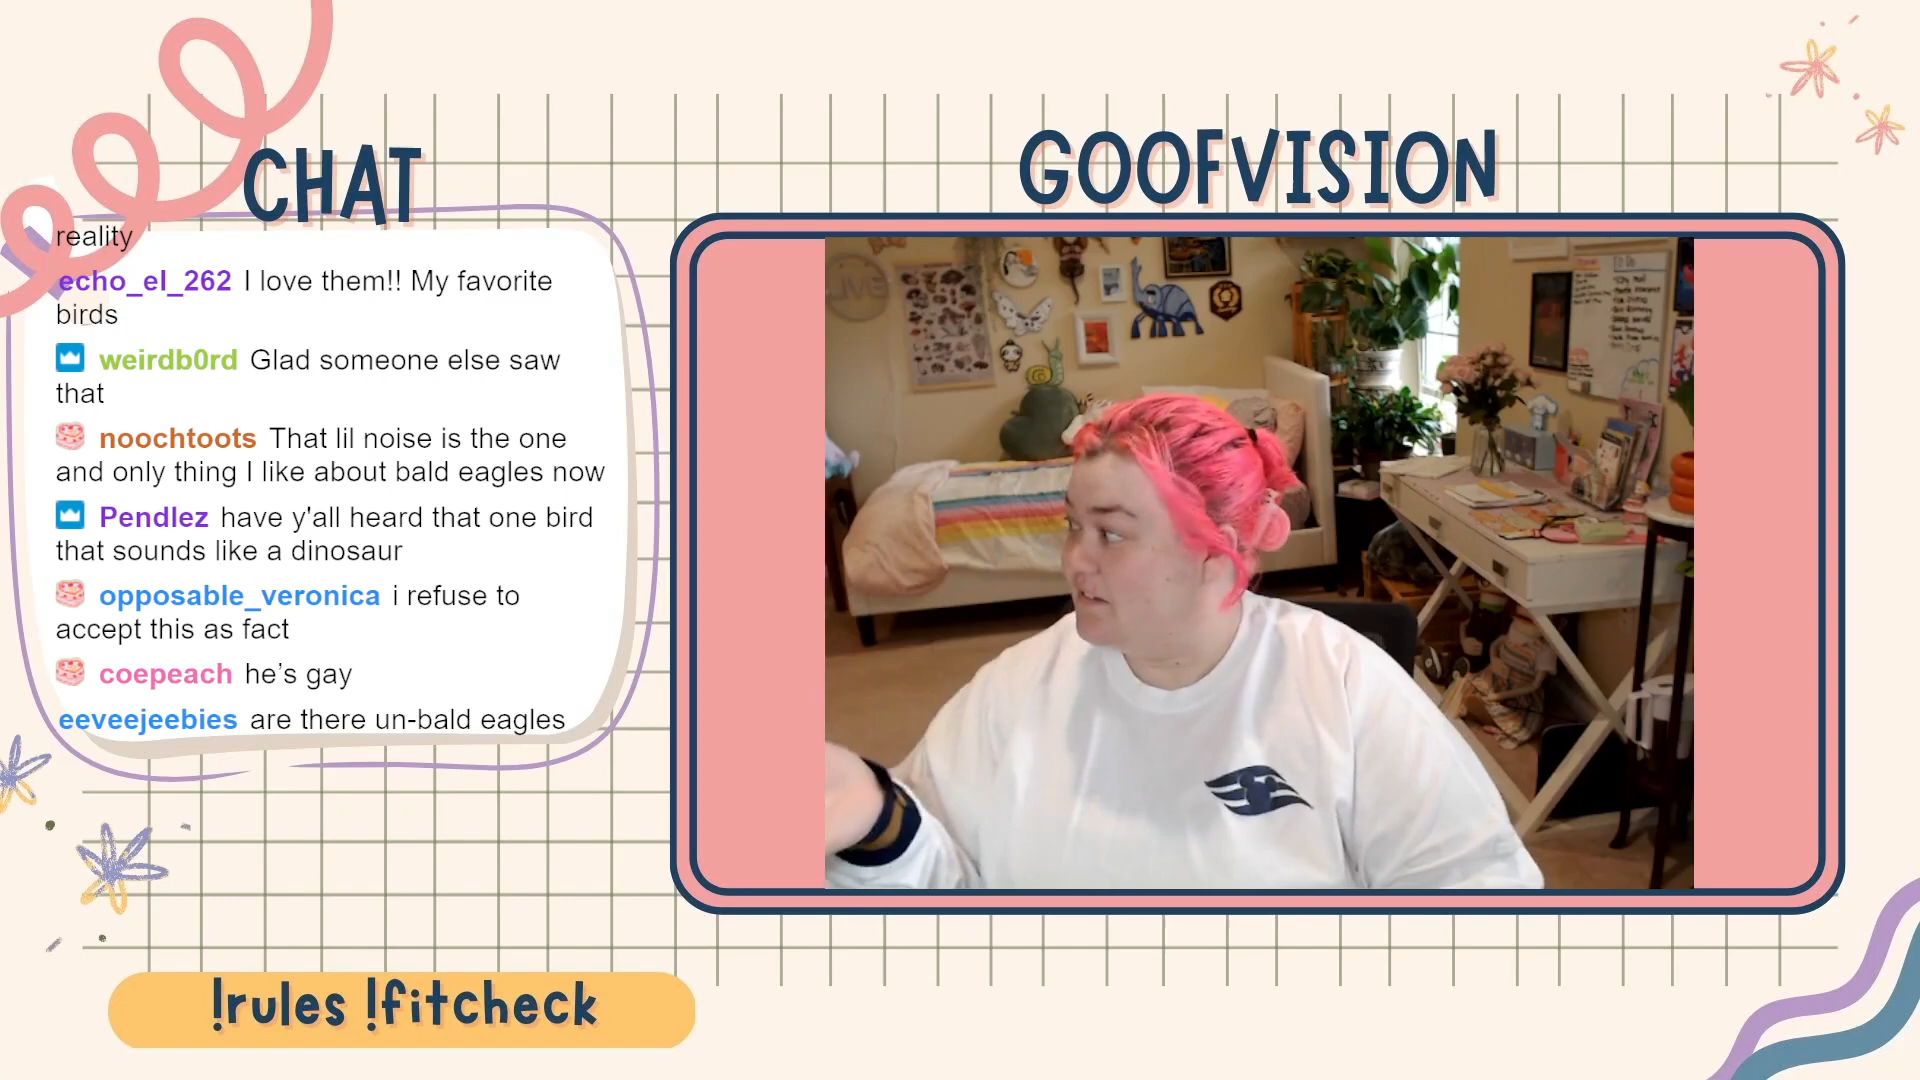 CHAT
reality
echo_el_262 I love them!! My favorite
birds
weirdb0rd Glad someone else saw
that
noochtoots That lil noise is the one
and only thing I like about bald eagles now
Pendlez have y'all heard that one bird
that sounds like a dinosaur
opposable_veronica i refuse to
accept this as fact
coepeach he’s gay
eeveejeebies are there un-bald eagles
!rules !fitcheck
GOOFVISION
To Do